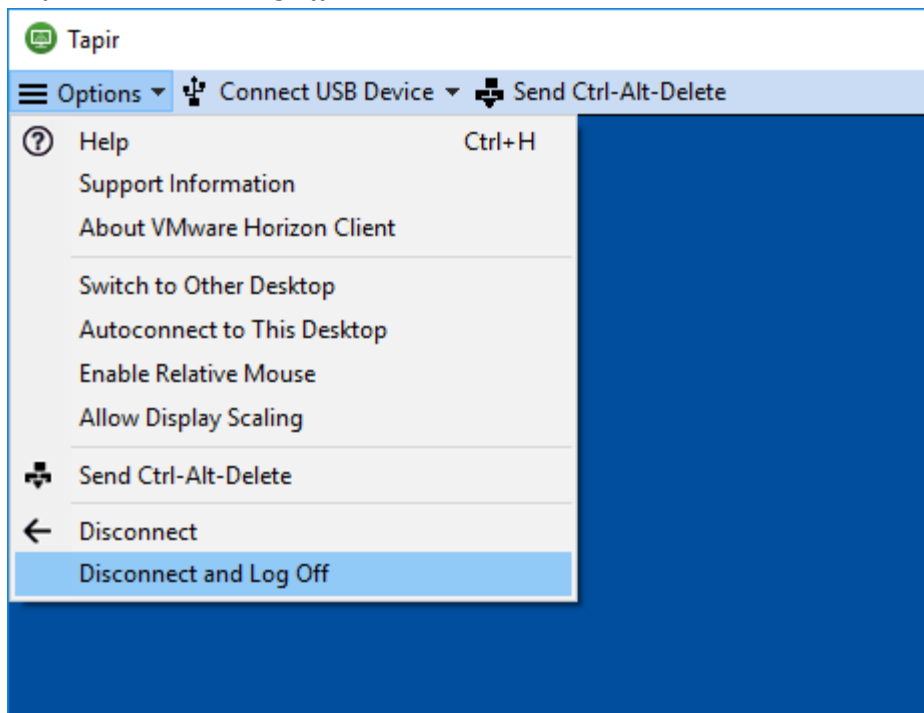 Tapir
Options Connect USB Device Send Ctrl-Alt-Delete
Help Ctrl+H
Support Information
About VMware Horizon Client
Switch to Other Desktop
Autoconnect to This Desktop
Enable Relative Mouse
Allow Display Scaling
Send Ctrl-Alt-Delete
Disconnect
Disconnect and Log Off